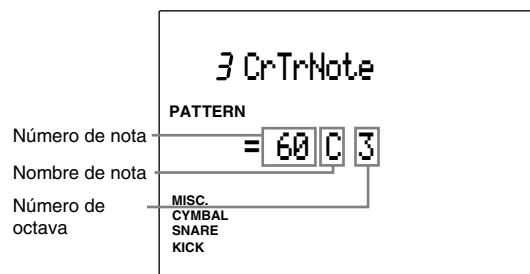 3 CrTrNote
PATTERN
Número de nota
= 60 C 3
Nombre de nota
Número de
octava
MISC.
CYMBAL
SNARE
KICK